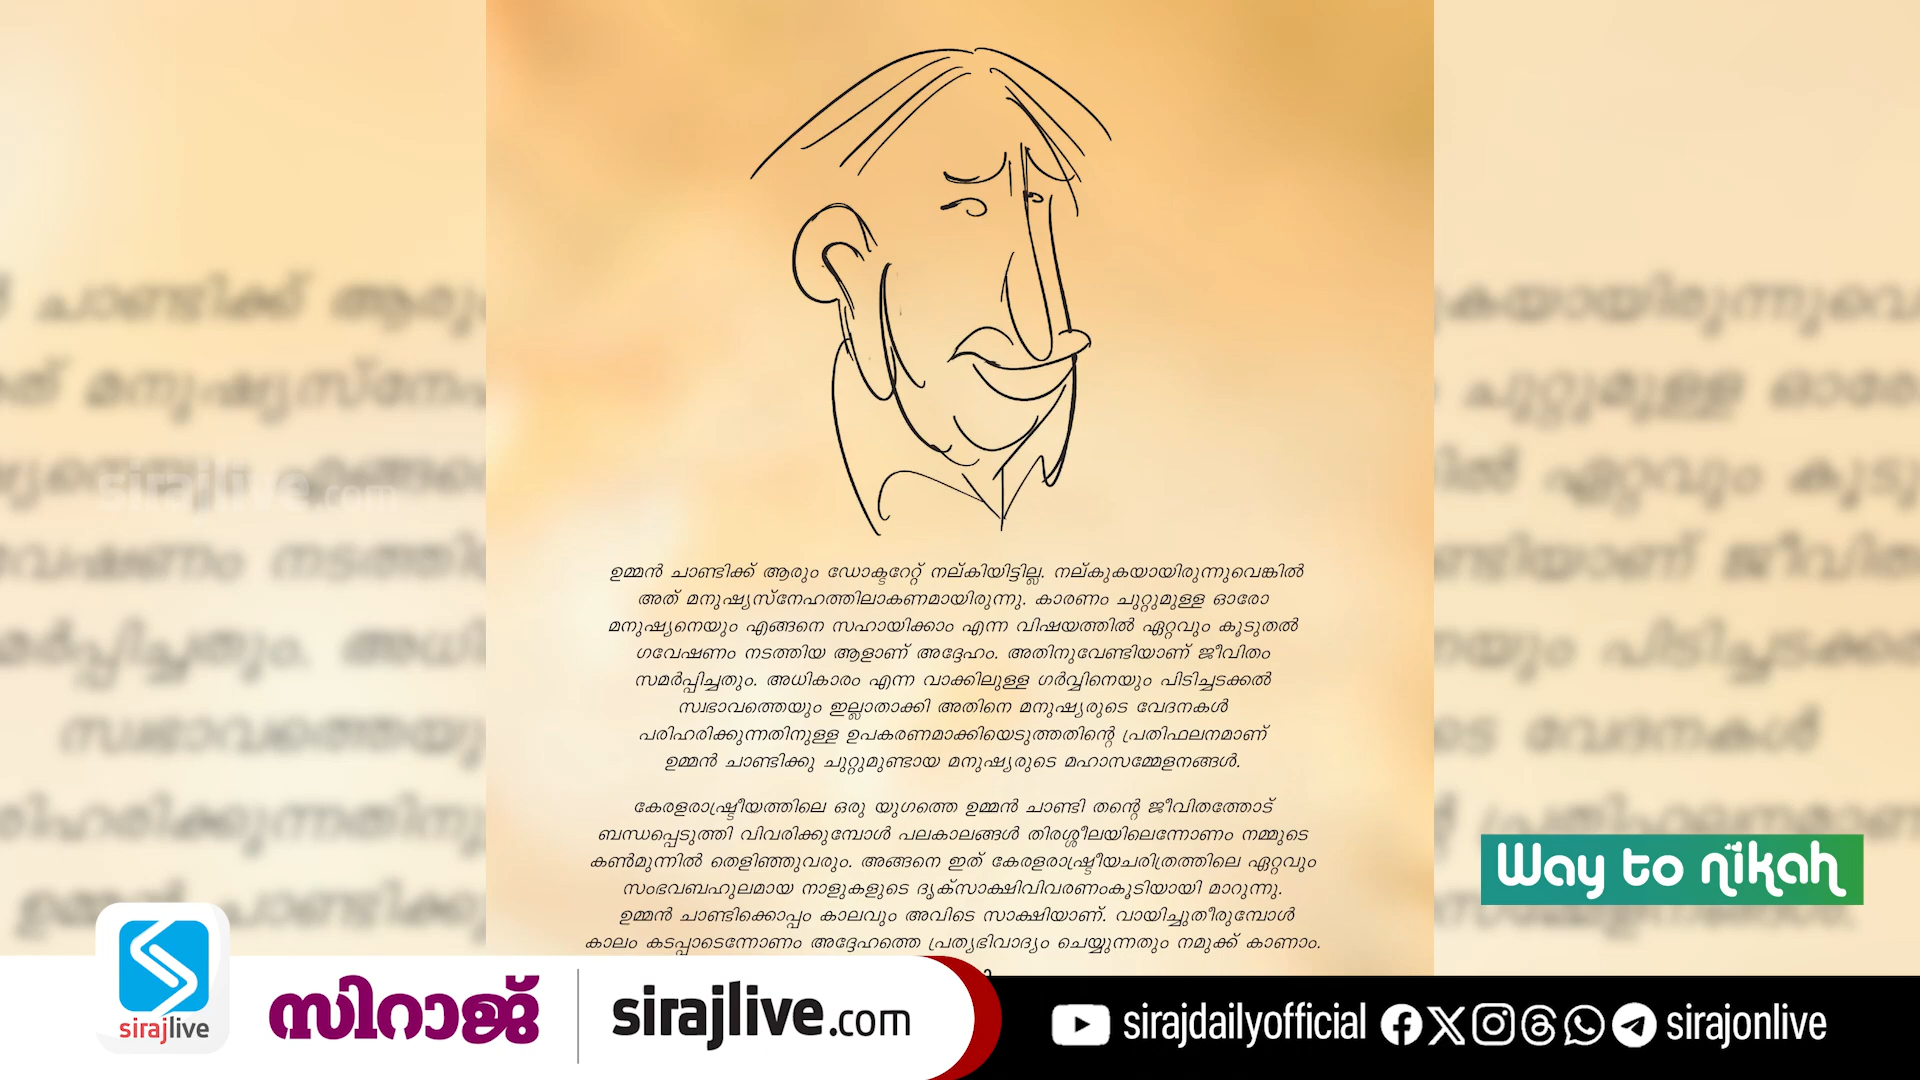 ഉമ്മൻ ചാണ്ടിക്ക് ആരും ഡോക്ടറേറ്റ് നല്കിയിട്ടില്ല. നല്കുകയായിരുന്നുവെങ്കിൽ
അത് മനുഷ്യസ്നേഹത്തിലാകണമായിരുന്നു. കാരണം ചുറ്റുമുള്ള ഓരോ
മനുഷ്യനെയും എങ്ങനെ സഹായിക്കാം എന്ന വിഷയത്തിൽ ഏറ്റവും കൂടുതൽ
ഗവേഷണം നടത്തിയ ആളാണ് അദ്ദേഹം. അതിനുവേണ്ടിയാണ് ജീവിതം
സമർപ്പിച്ചതും. അധികാരം എന്ന വാക്കിലുള്ള ഗർവ്വിനെയും പിടിച്ചടക്കൽ
സ്വഭാവത്തെയും ഇല്ലാതാക്കി അതിനെ മനുഷ്യരുടെ വേദനകൾ
പരിഹരിക്കുന്നതിനുള്ള ഉപകരണമാക്കിയെടുത്തതിന്റെ പ്രതിഫലനമാണ്
ഉമ്മൻ ചാണ്ടിക്കു ചുറ്റുമുണ്ടായ മനുഷ്യരുടെ മഹാസമ്മേളനങ്ങൾ.
കേരളരാഷ്ട്രീയത്തിലെ ഒരു യുഗത്തെ ഉമ്മൻ ചാണ്ടി തന്റെ ജീവിതത്തോട്
ബന്ധപ്പെടുത്തി വിവരിക്കുമ്പോൾ പലകാലങ്ങൾ തിരശ്ശീലയിലെന്നോണം നമ്മുടെ
കൺമുന്നിൽ തെളിഞ്ഞുവരും. അങ്ങനെ ഇത് കേരളരാഷ്ട്രീയചരിത്രത്തിലെ ഏറ്റവും
സംഭവബഹുലമായ നാളുകളുടെ ദൃക്സാക്ഷിവിവരണംകൂടിയായി മാറുന്നു.
ഉമ്മൻ ചാണ്ടിക്കൊപ്പം കാലവും അവിടെ സാക്ഷിയാണ്. വായിച്ചുതീരുമ്പോൾ
കാലം കടപ്പാടെന്നോണം അദ്ദേഹത്തെ പ്രത്യഭിവാദ്യം ചെയ്യുന്നതും നമുക്ക് കാണാം.
sirajlive.com
Way to nikah
sirajlive
സിറാജ്
sirajlive.com
sirajdailyofficial
sirajonlive